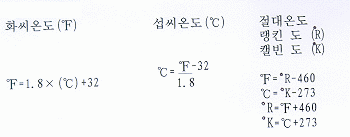 화씨온도(℉)
℉=1.8×(℃)+32
섭씨온도(℃)
℃=℉-32
1.8
절대온도
랭킨 도(°R)
캘빈 도(°K)
℉=°R-460
℃=°K-273
°R=℉+460
°K=℃+273